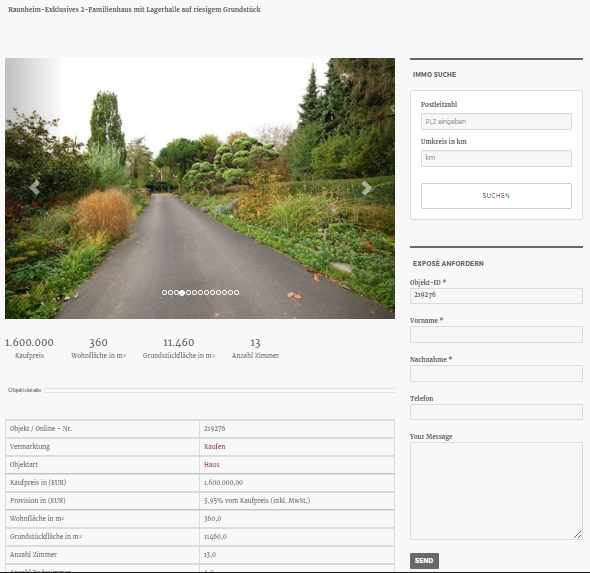 Raunheim-Exklusives 2-Familienhaus mit Lagerhalle auf riesigem Grundstück
1.600.000
Kaufpreis
360
Wohnfläche in m²
11.460
Grundstückfläche in m²
13
Anzahl Zimmer
Objektdetails
Objekt / Online - Nr. 219276
Vermarktung Kaufen
Objektart Haus
Kaufpreis in (EUR) 1.600.000,00
Provision in (EUR) 5,95% vom Kaufpreis (inkl. MwSt.)
Wohnfläche in m² 360,0
Grundstückfläche in m² 11460,0
Anzahl Zimmer 13,0
IMMO SUCHE
Postleitzahl
PLZ eingeben
Umkreis in km
km
SUCHEN
EXPOSÈ ANFORDERN
Objekt-ID *
219276
Vorname *
Nachnahme *
Telefon
Your Message
SEND